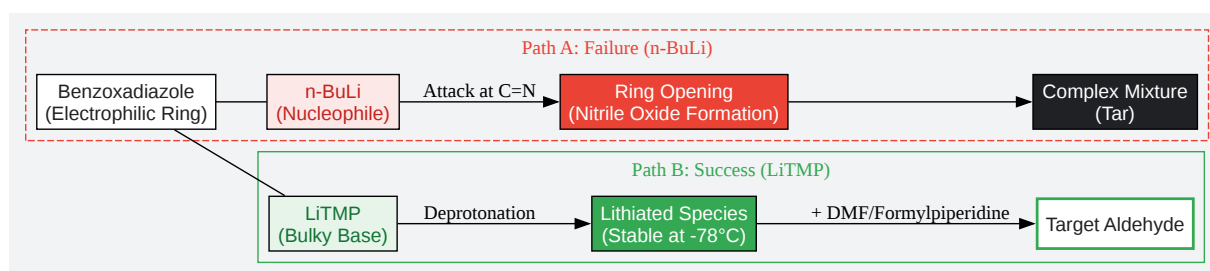 Path A: Failure (n-BuLi)
Benzoxadiazole
(Electrophilic Ring)
n-BuLi
(Nucleophile)
Attack at C=N
Ring Opening
(Nitrile Oxide Formation)
Complex Mixture
(Tar)
Path B: Success (LiTMP)
LiTMP
(Bulky Base)
Deprotonation
Lithiated Species
(Stable at -78°C)
+ DMF/Formylpiperidine
Target Aldehyde